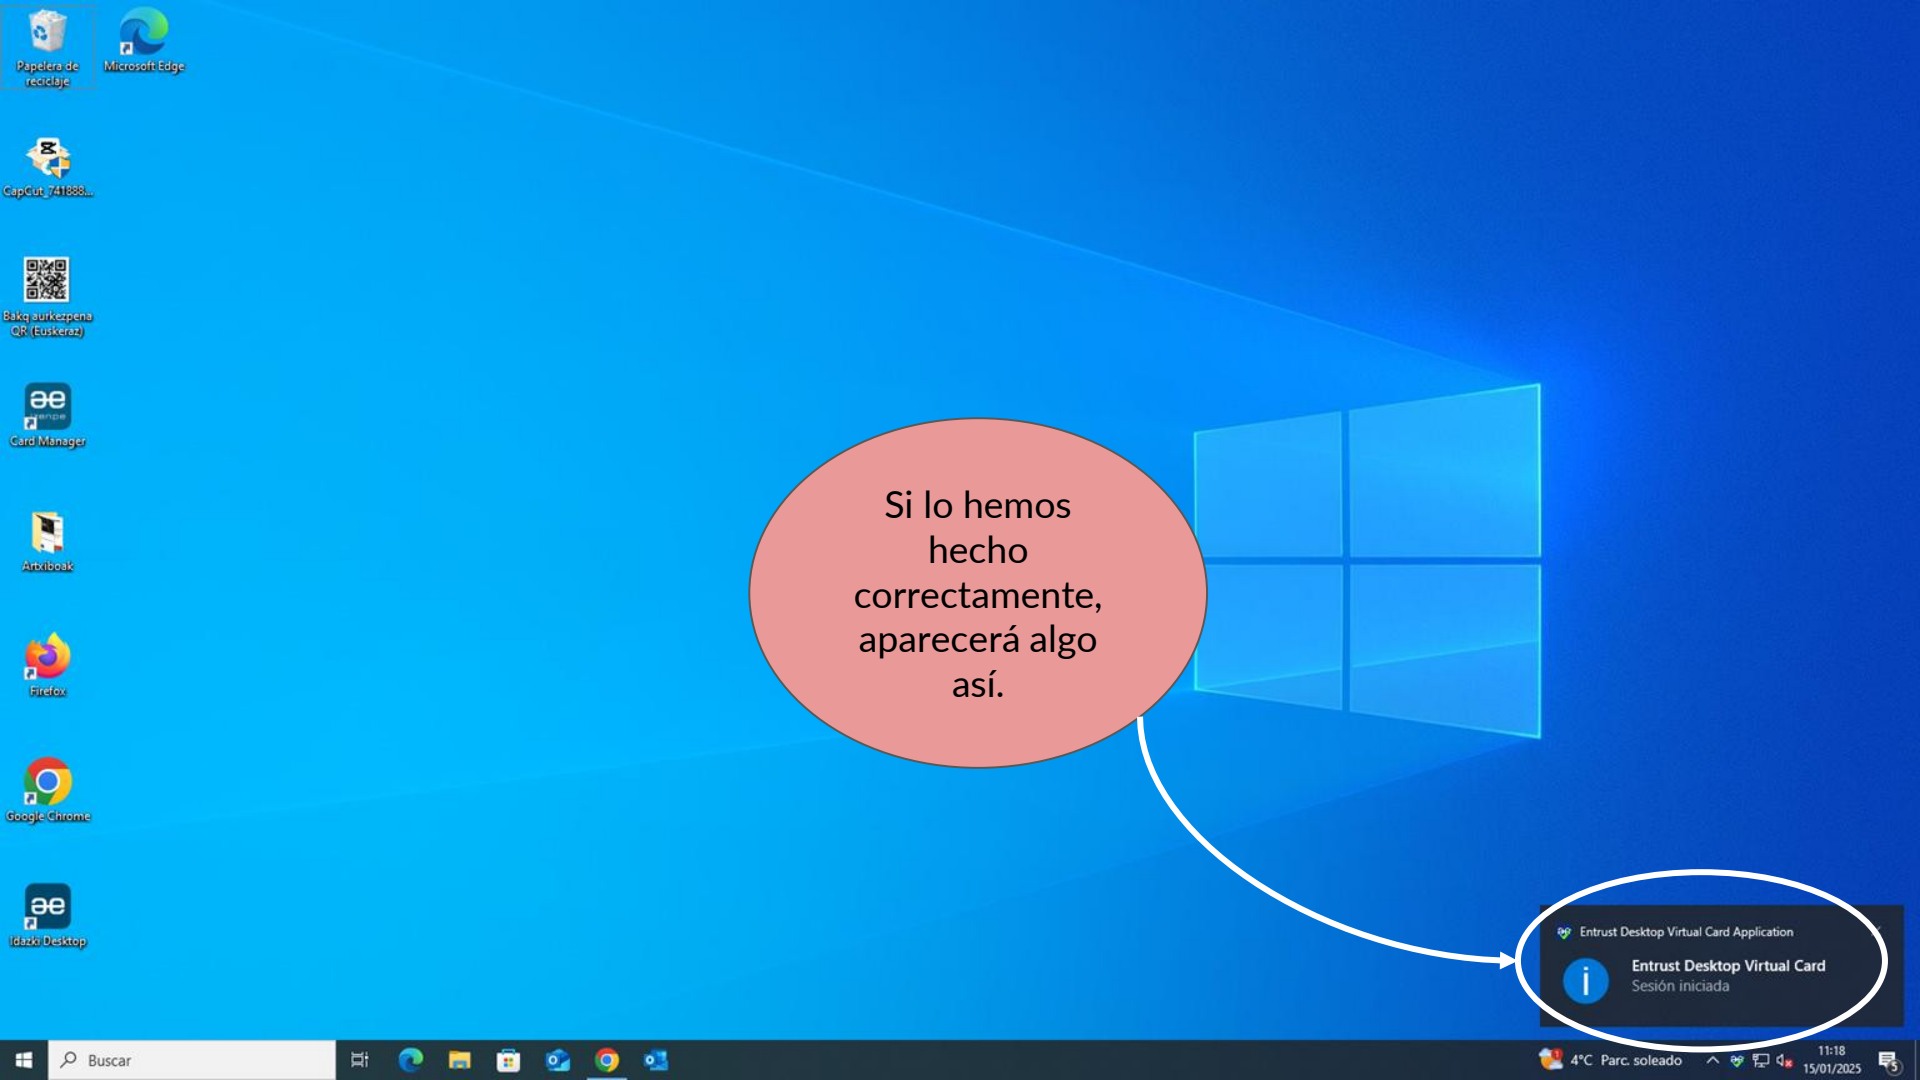 Papelera de
reciclaje
Microsoft Edge
CapCut_741888...
Bakq aurkezpena
QR (Euskeraz)
izenpe
Card Manager
Artxiboak
Firefox
Google Chrome
Idazki Desktop
Si lo hemos
hecho
correctamente,
aparecerá algo
así.
Entrust Desktop Virtual Card Application
Entrust Desktop Virtual Card
Sesión iniciada
Buscar
4°C Parc. soleado
11:18
15/01/2025
5